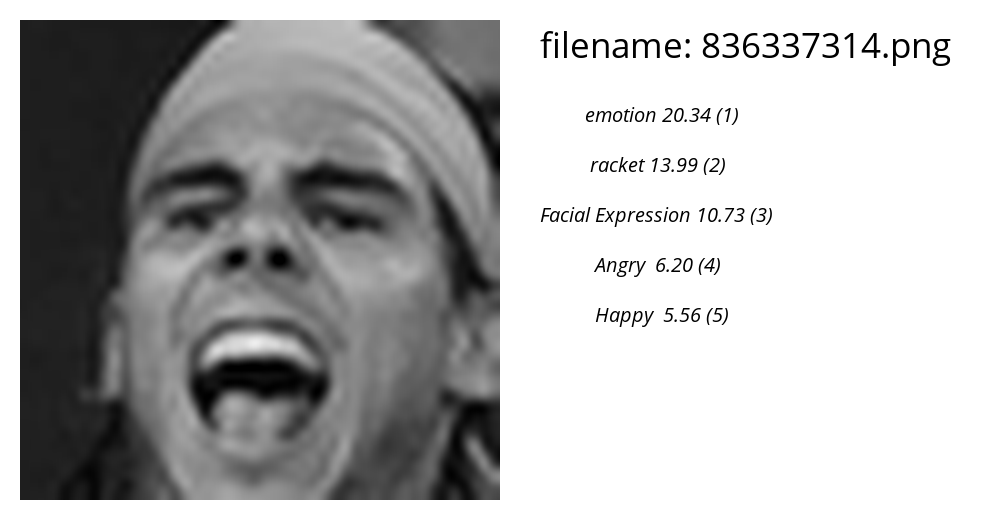 filename: 836337314.png
emotion 20.34 (1)
racket 13.99 (2)
Facial Expression 10.73 (3)
Angry 6.20 (4)
Happy 5.56 (5)